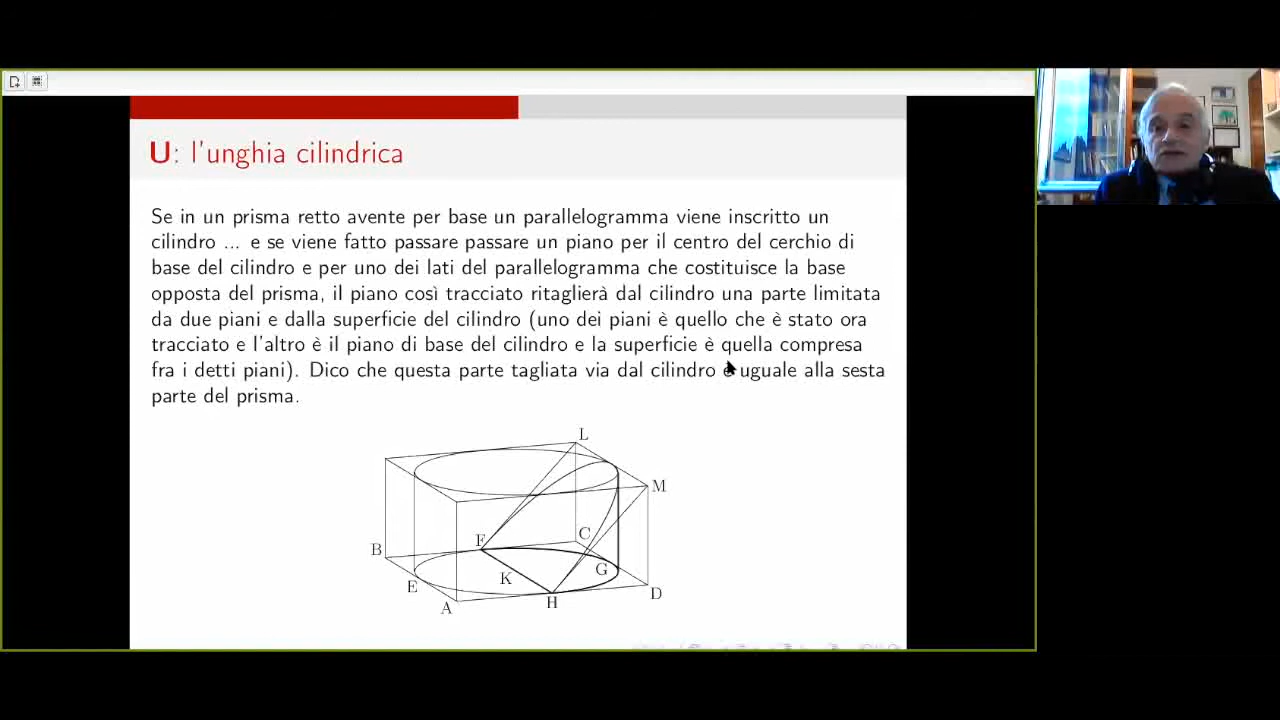 U: l'unghia cilindrica
Se in un prisma retto avente per base un parallelogramma viene inscritto un
cilindro ... e se viene fatto passare passare un piano per il centro del cerchio di
base del cilindro e per uno dei lati del parallelogramma che costituisce la base
opposta del prisma, il piano così tracciato ritaglierà dal cilindro una parte limitata
da due piani e dalla superficie del cilindro (uno dei piani è quello che è stato ora
tracciato e l'altro è il piano di base del cilindro e la superficie è quella compresa
fra i detti piani). Dico che questa parte tagliata via dal cilindro è uguale alla sesta
parte del prisma.
L
M
F
C
B
G
K
E
D
H
A